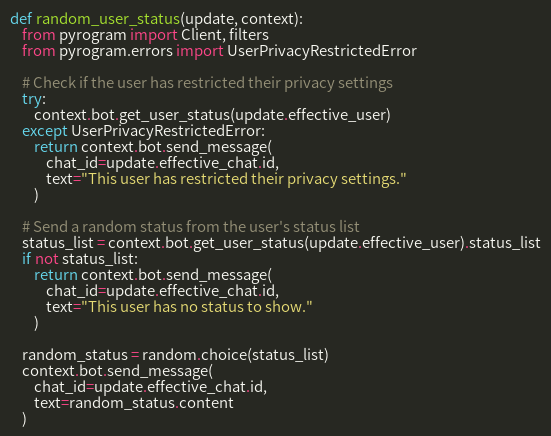 def random_user_status(update, context):
    from pyrogram import Client, filters
    from pyrogram.errors import UserPrivacyRestrictedError

    # Check if the user has restricted their privacy settings
    try:
        context.bot.get_user_status(update.effective_user)
    except UserPrivacyRestrictedError:
        return context.bot.send_message(
            chat_id=update.effective_chat.id,
            text="This user has restricted their privacy settings."
        )

    # Send a random status from the user's status list
    status_list = context.bot.get_user_status(update.effective_user).status_list
    if not status_list:
        return context.bot.send_message(
            chat_id=update.effective_chat.id,
            text="This user has no status to show."
        )

    random_status = random.choice(status_list)
    context.bot.send_message(
        chat_id=update.effective_chat.id,
        text=random_status.content
    )